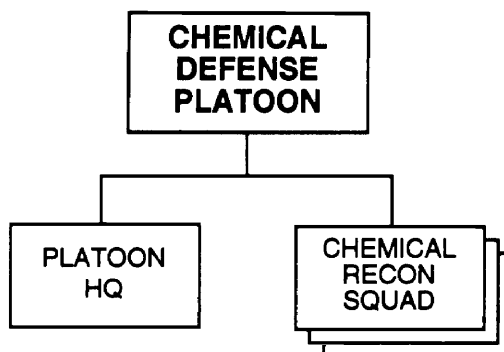 CHEMICAL
DEFENSE
PLATOON
PLATOON
HQ
CHEMICAL
RECON
SQUAD